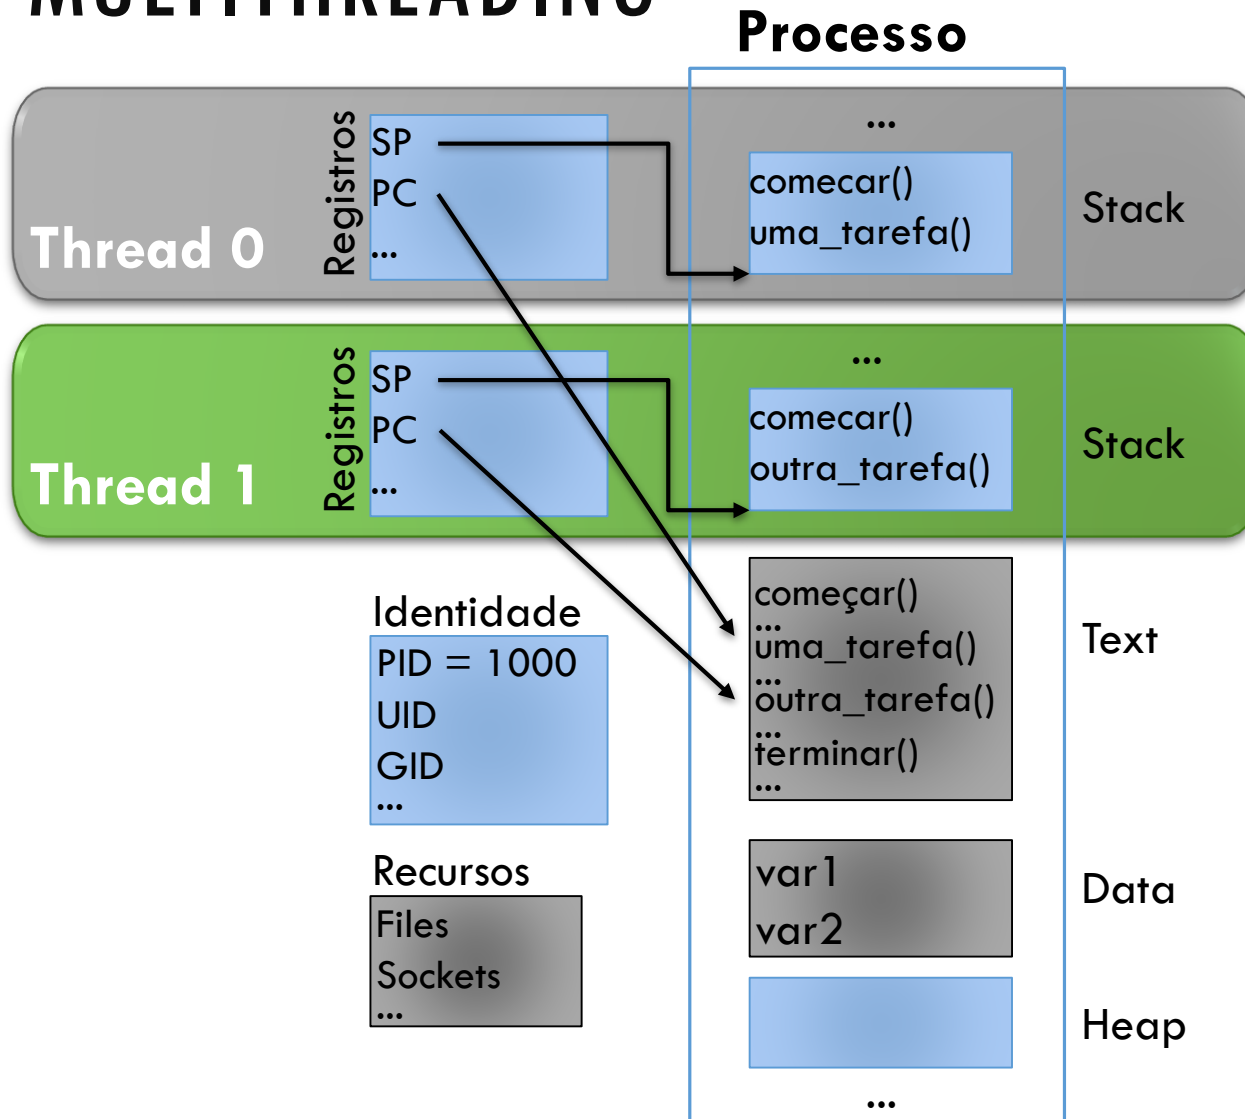 MULTITHREADING
Processo
Thread 0
Registros
SP
PC
...
...
comecar()
uma_tarefa()
Stack
Thread 1
Registros
SP
PC
...
...
comecar()
outra_tarefa()
Stack
Identidade
PID = 1000
UID
GID
...
Recursos
Files
Sockets
...
começar()
...
uma_tarefa()
...
outra_tarefa()
...
terminar()
...
Text
var1
var2
Data
Heap
...